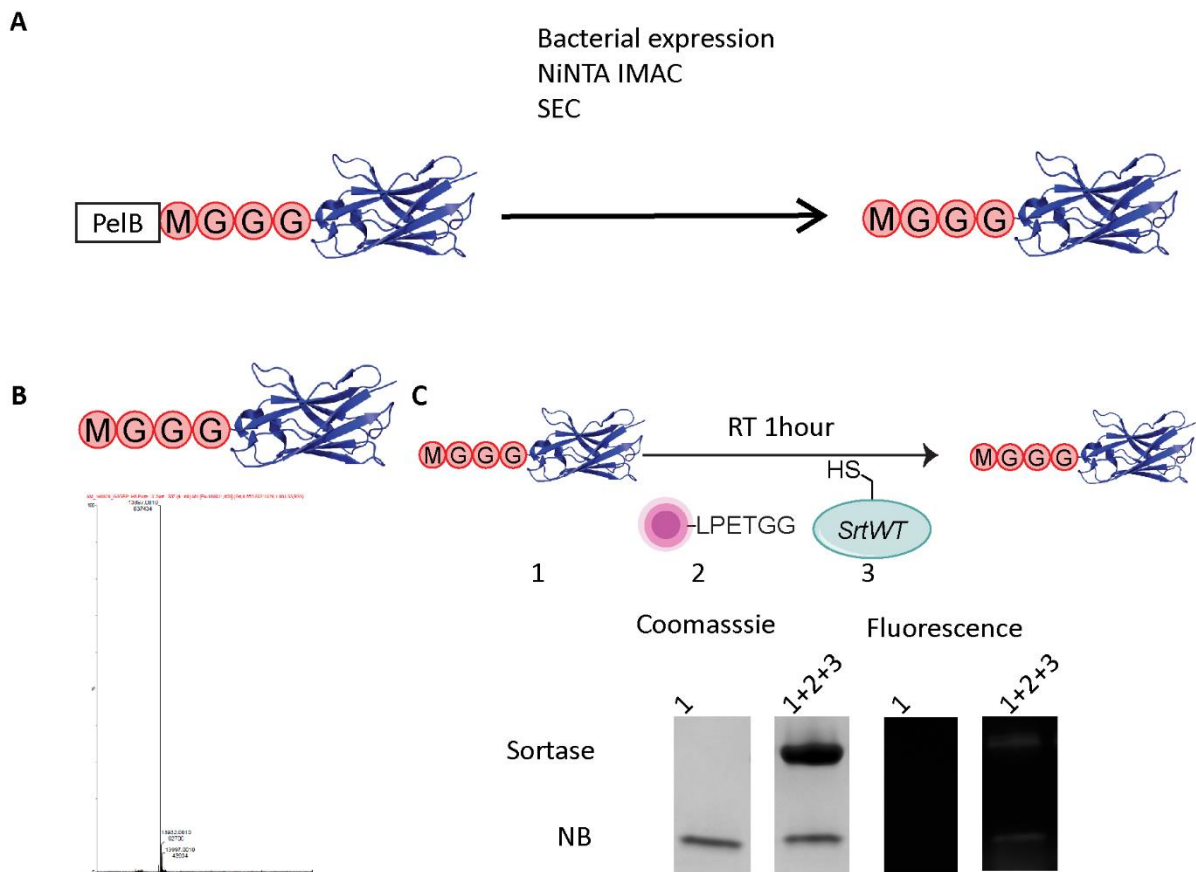 A
Bacterial expression
NiNTA IMAC
SEC
PelB
M G G G
M G G G
B
M G G G
100
C
M G G G
RT 1hour
M G G G
HS
-LPETGG
SrtWT
1
2
3
Coomasssie
Fluorescence
1
1+2+3
1
1+2+3
Sortase
NB